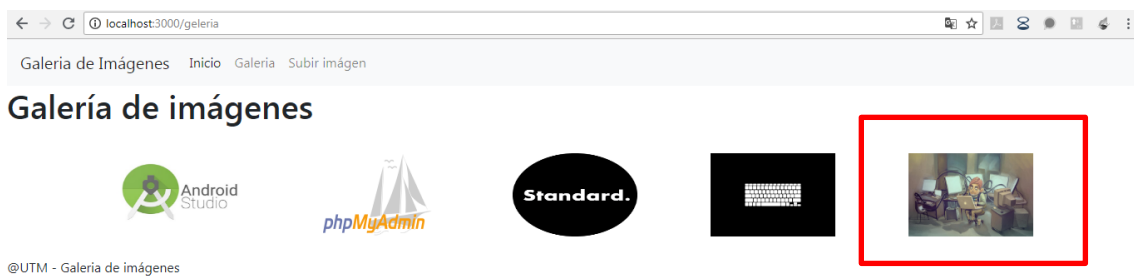 localhost:3000/geleria
Galeria de Imágenes Inicio Galeria Subir imágen
Galería de imágenes
Android
Studio
phpMyAdmin
Standard.
@UTM - Galeria de imágenes